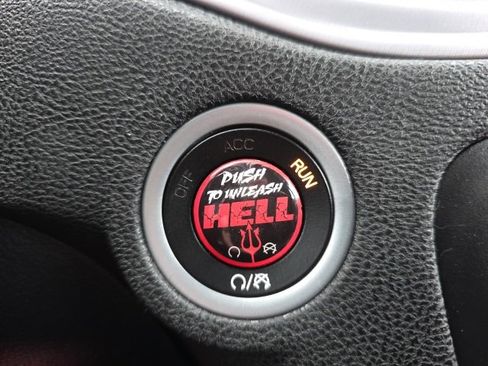 OFF
ACC
RUN
PUSH
TO UNLEASH
HELL